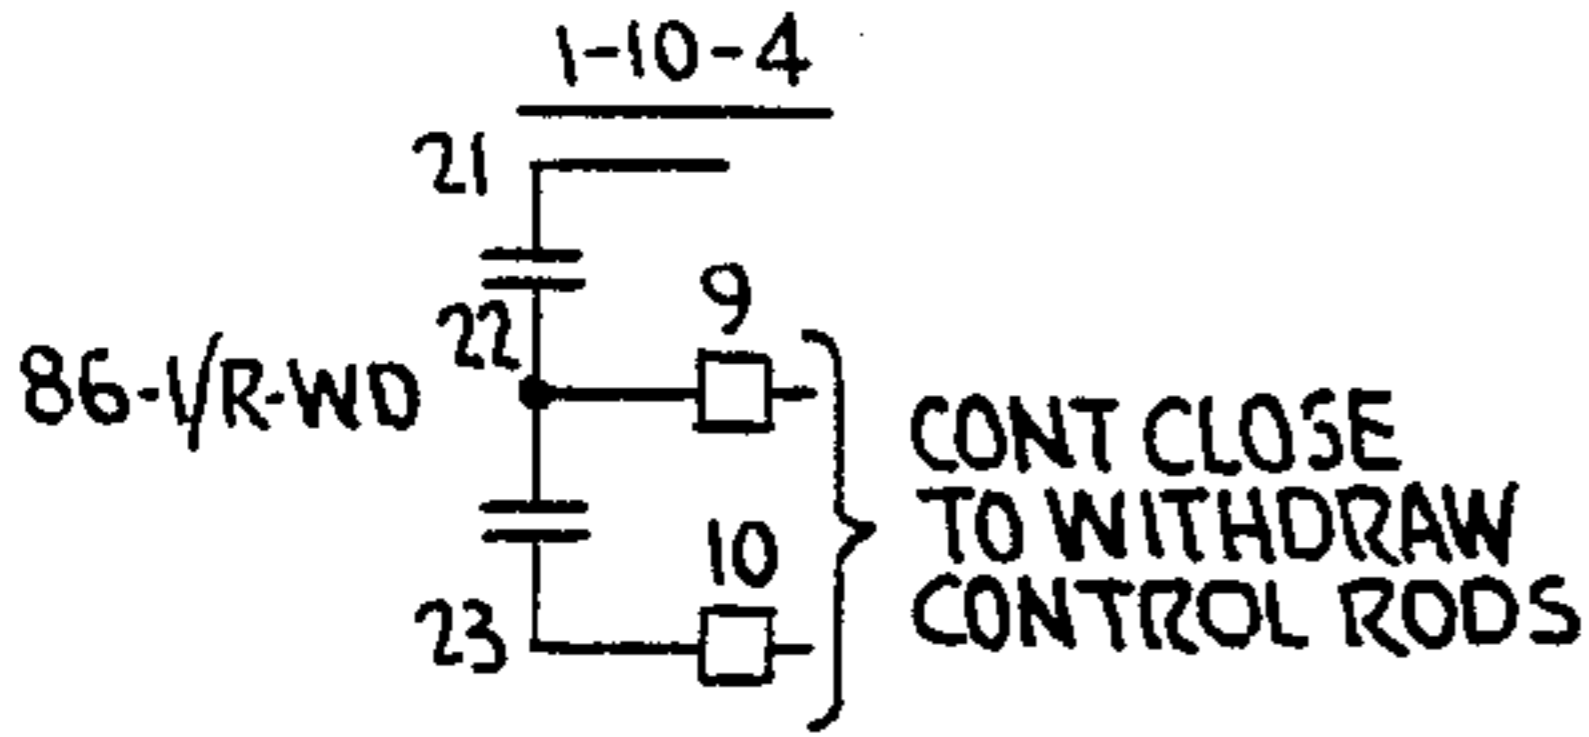 1-10-4
21
22
9
86-1/R-WD
CONT CLOSE
TO WITHDRAW
CONTROL RODS
10
23